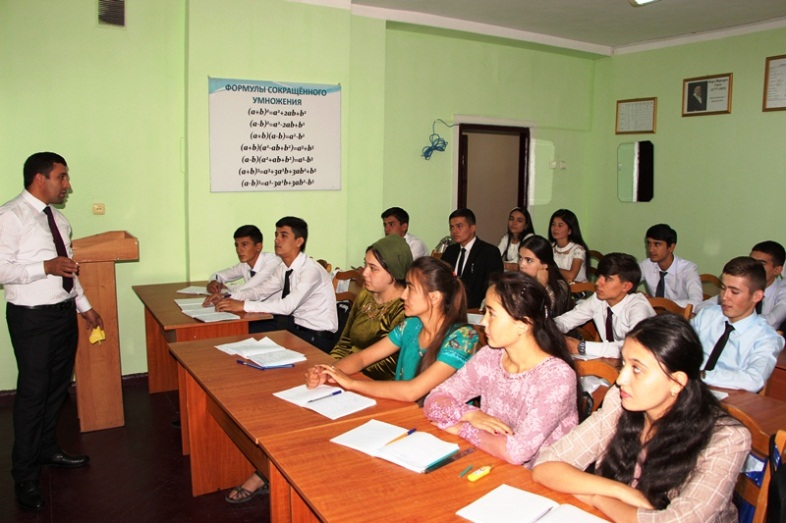 ФОРМУЛЫ СОКРАЩЁННОГО
УМНОЖЕНИЯ
(a+b)²=a²+2ab+b²
(a-b)²=a²-2ab+b²
(a+b)(a-b)=a²-b²
(a+b)(a²-ab+b²)=a³+b³
(a-b)(a²+ab+b²)=a³-b³
(a+b)³=a³+3a²b+3ab²+b³
(a-b)³=a³-3a²b+3ab²-b³